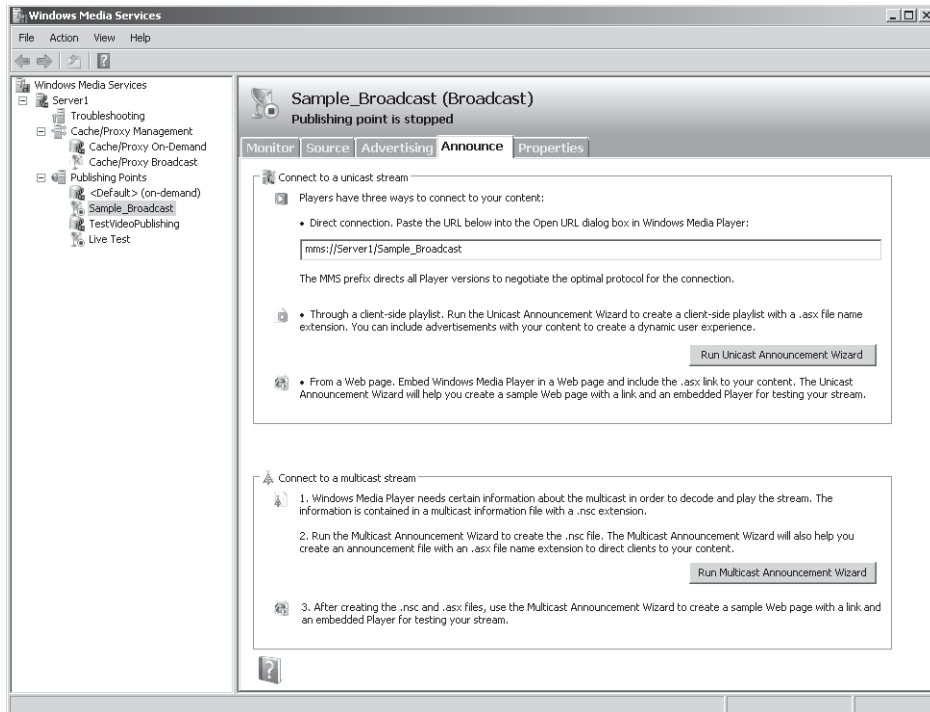 Windows Media Services
File Action View Help
Windows Media Services
Server1
Troubleshooting
Cache/Proxy Management
Cache/Proxy On-Demand
Cache/Proxy Broadcast
Publishing Points
<Default> (on-demand)
Sample_Broadcast
TestVideoPublishing
Live Test
Sample_Broadcast (Broadcast)
Publishing point is stopped
Monitor Source Advertising Announce Properties
Connect to a unicast stream
Players have three ways to connect to your content:
• Direct connection. Paste the URL below into the Open URL dialog box in Windows Media Player:
mms://Server1/Sample_Broadcast
The MMS prefix directs all Player versions to negotiate the optimal protocol for the connection.
• Through a client-side playlist. Run the Unicast Announcement Wizard to create a client-side playlist with a .asx file name
extension. You can include advertisements with your content to create a dynamic user experience.
Run Unicast Announcement Wizard
• From a Web page. Embed Windows Media Player in a Web page and include the .asx link to your content. The Unicast
Announcement Wizard will help you create a sample Web page with a link and an embedded Player for testing your stream.
Connect to a multicast stream
1. Windows Media Player needs certain information about the multicast in order to decode and play the stream. The
information is contained in a multicast information file with a .nsc extension.
2. Run the Multicast Announcement Wizard to create the .nsc file. The Multicast Announcement Wizard will also help you
create an announcement file with an .asx file name extension to direct clients to your content.
Run Multicast Announcement Wizard
3. After creating the .nsc and .asx files, use the Multicast Announcement Wizard to create a sample Web page with a link and
an embedded Player for testing your stream.